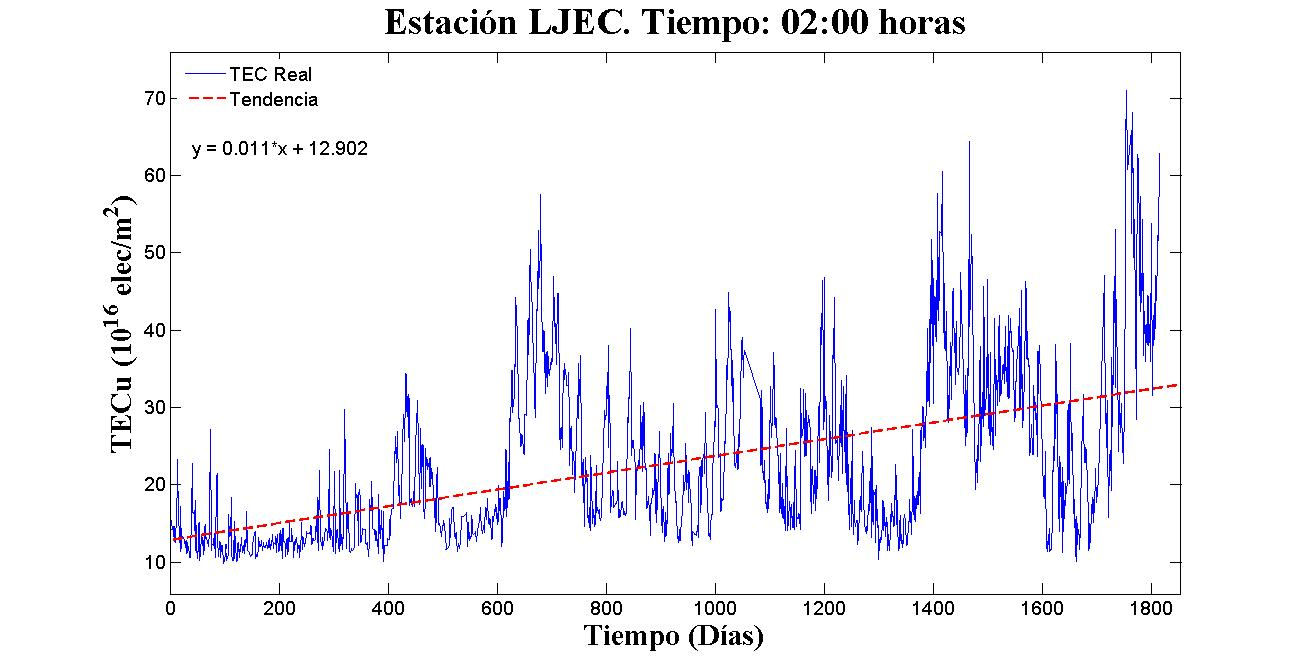 Estación LJEC. Tiempo: 02:00 horas
TEC Real
Tendencia
y = 0.011*x + 12.902
TECu (10^16 elec/m^2)
70
60
50
40
30
20
10
0 200 400 600 800 1000 1200 1400 1600 1800
Tiempo (Días)